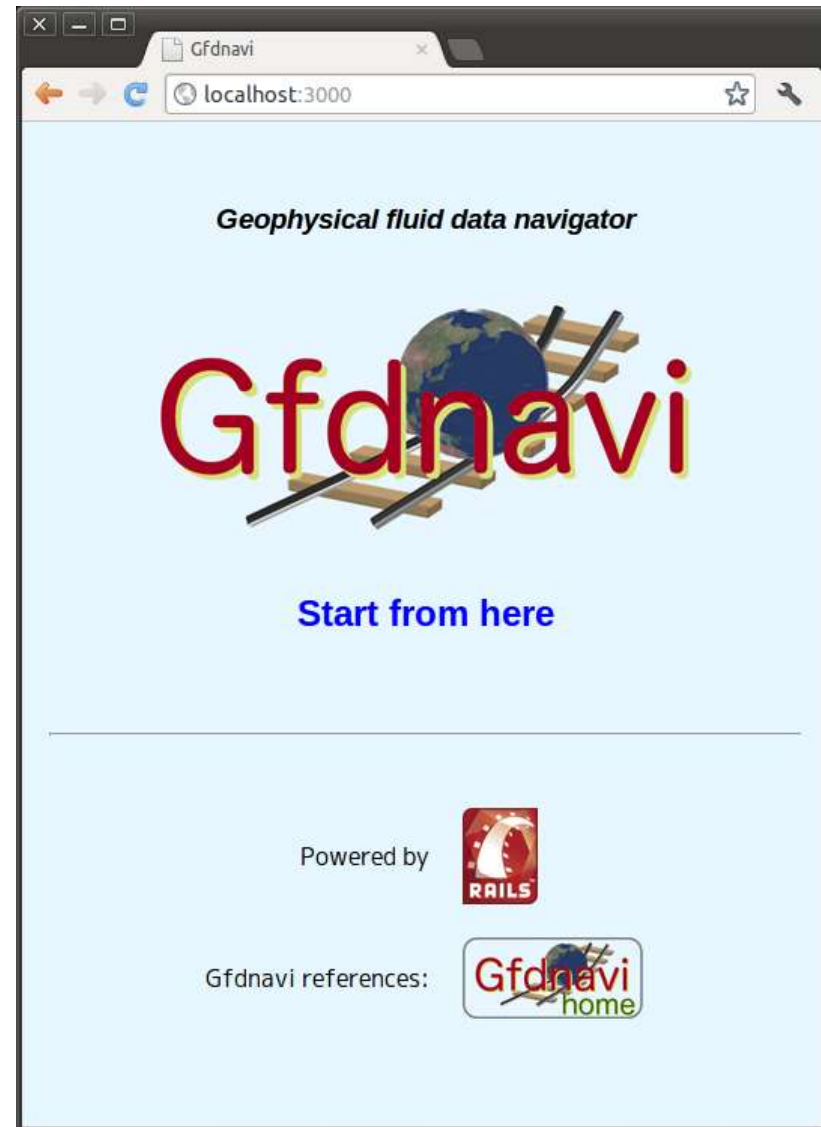 Gfdnavi
localhost:3000
Geophysical fluid data navigator
Gfdnavi
Start from here
Powered by
RAILS
Gfdnavi references:
Gfdnavi
home